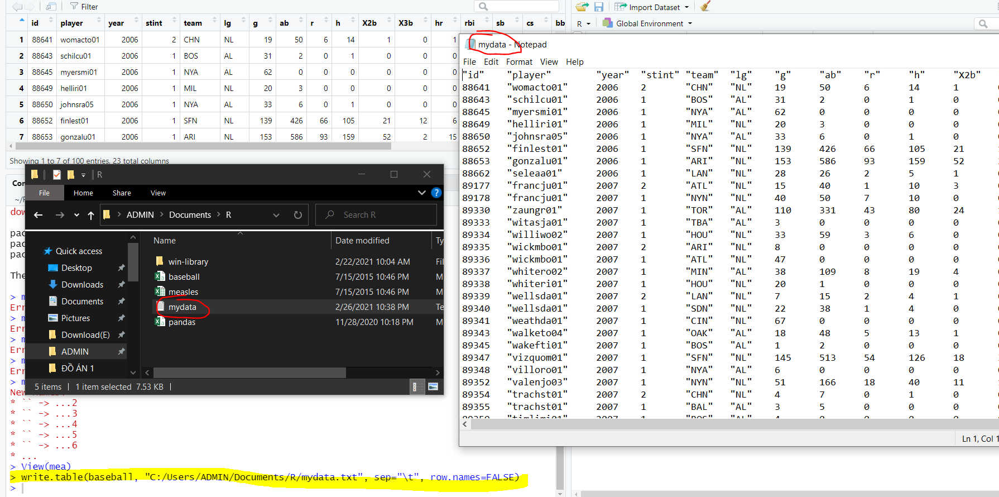 Filter
id player year stint team lg g ab r h X2b X3b hr rbi sb cs bb
1 88641 womacto01 2006 2 CHN NL 19 50 6 14 1 0 1
2 88643 schilcu01 2006 1 BOS AL 31 2 0 1 0 0 0
3 88645 myersmi01 2006 1 NYA AL 62 0 0 0 0 0 0
4 88649 helliri01 2006 1 MIL NL 20 3 0 0 0 0 0
5 88650 johnsra05 2006 1 NYA AL 33 6 0 1 0 0 0
6 88652 finlest01 2006 1 SFN NL 139 426 66 105 21 12 6
7 88653 gonzalu01 2006 1 ARI NL 153 586 93 159 52 2 15
Showing 1 to 7 of 100 entries, 23 total columns
Import Dataset
R Global Environment
R
File Home Share View
ADMIN Documents R Search R
Name Date modified Ty
Quick access
Desktop
Downloads
Documents
Pictures
Download(E)
ADMIN
ĐỒ ÁN 1
win-library 2/22/2021 10:04 AM Fil
baseball 7/15/2015 10:46 PM M
measles 7/15/2015 10:46 PM M
mydata 2/26/2021 10:38 PM Te
pandas 11/28/2020 10:18 PM M
5 items 1 item selected 7.53 KB
Cor
~/
dow
pac
pac
pac
The
> m
Err
> m
Err
> m
Err
> m
Err
> m
New
* `` -> ...2
* `` -> ...3
* `` -> ...4
* `` -> ...5
* `` -> ...6
* ...
> View(mea)
> write.table(baseball, "C:/Users/ADMIN/Documents/R/mydata.txt", sep="\t", row.names=FALSE)
>
mydata - Notepad
File Edit Format View Help
"id" "player" "year" "stint" "team" "lg" "g" "ab" "r" "h" "X2b"
88641 "womacto01" 2006 2 "CHN" "NL" 19 50 6 14 1
88643 "schilcu01" 2006 1 "BOS" "AL" 31 2 0 1 0
88645 "myersmi01" 2006 1 "NYA" "AL" 62 0 0 0 0
88649 "helliri01" 2006 1 "MIL" "NL" 20 3 0 0 0
88650 "johnsra05" 2006 1 "NYA" "AL" 33 6 0 1 0
88652 "finlest01" 2006 1 "SFN" "NL" 139 426 66 105 21
88653 "gonzalu01" 2006 1 "ARI" "NL" 153 586 93 159 52
88662 "seleaa01" 2006 1 "LAN" "NL" 28 26 2 5 1
89177 "francju01" 2007 2 "ATL" "NL" 15 40 1 10 3
89178 "francju01" 2007 1 "NYN" "NL" 40 50 7 10 0
89330 "zaungr01" 2007 1 "TOR" "AL" 110 331 43 80 24
89333 "witasja01" 2007 1 "TBA" "AL" 3 0 0 0 0
89334 "williwo02" 2007 1 "HOU" "NL" 33 59 3 6 0
89335 "wickmbo01" 2007 2 "ARI" "NL" 8 0 0 0 0
89336 "wickmbo01" 2007 1 "ATL" "NL" 47 0 0 0 0
89337 "whitero02" 2007 1 "MIN" "AL" 38 109 8 19 4
89338 "whiteri01" 2007 1 "HOU" "NL" 20 1 0 0 0
89339 "wellsda01" 2007 2 "LAN" "NL" 7 15 2 4 1
89340 "wellsda01" 2007 1 "SDN" "NL" 22 38 1 4 0
89341 "weathda01" 2007 1 "CIN" "NL" 67 0 0 0 0
89343 "walketo04" 2007 1 "OAK" "AL" 18 48 5 13 1
89345 "wakefti01" 2007 1 "BOS" "AL" 1 2 0 0 0
89347 "vizquom01" 2007 1 "SFN" "NL" 145 513 54 126 18
89348 "villoro01" 2007 1 "NYA" "AL" 6 0 0 0 0
89352 "valenjo03" 2007 1 "NYN" "NL" 51 166 18 40 11
89354 "trachst01" 2007 2 "CHN" "NL" 4 7 0 1 0
89355 "trachst01" 2007 1 "BAL" "AL" 3 5 0 0 0
Ln 1, Col 1